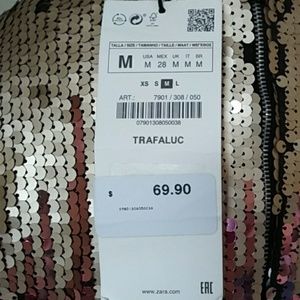 TALLA / SIZE / TAMANHO / TAILLE / MAAT / ΜΕΓΕΘΟΣ
M
USA MEX UK IT BR
M 28 M M M
XS S M L
ART.: 7901 / 308 / 050
07901308050038
TRAFALUC
$ 69.90
www.zara.com
EAC